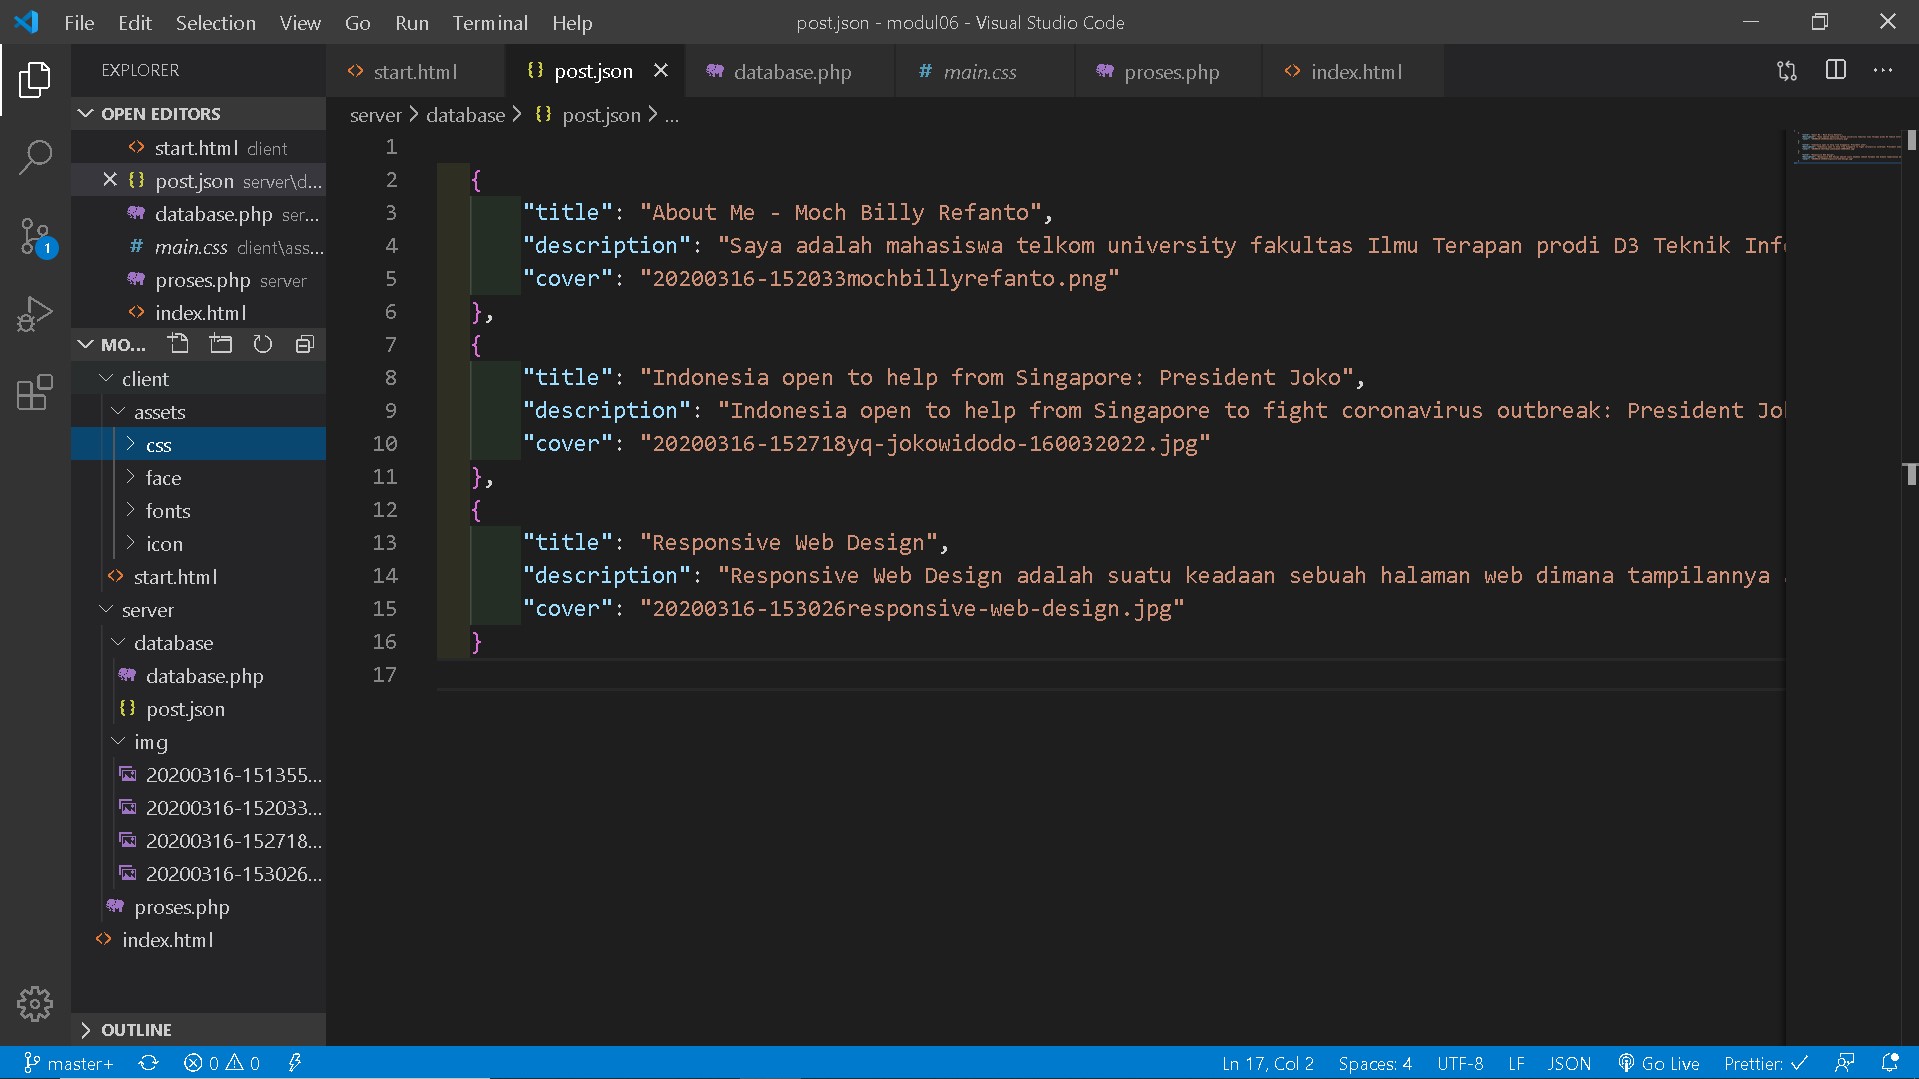 File Edit Selection View Go Run Terminal Help
post.json - modul06 - Visual Studio Code
EXPLORER
start.html
post.json
database.php
main.css
proses.php
index.html
OPEN EDITORS
start.html client
post.json server\d...
database.php ser...
main.css client\ass...
proses.php server
index.html
1
MO...
client
assets
css
face
fonts
icon
start.html
server
database
database.php
post.json
img
20200316-151355...
20200316-152033...
20200316-152718...
20200316-153026...
proses.php
index.html
OUTLINE
server > database > {} post.json > ...
1
2 {
3 "title": "About Me - Moch Billy Refanto",
4 "description": "Saya adalah mahasiswa telkom university fakultas Ilmu Terapan prodi D3 Teknik Inf
5 "cover": "20200316-152033mochbillyrefanto.png"
6 },
7 {
8 "title": "Indonesia open to help from Singapore: President Joko",
9 "description": "Indonesia open to help from Singapore to fight coronavirus outbreak: President Jo
10 "cover": "20200316-152718yq-jokowidodo-160032022.jpg"
11 },
12 {
13 "title": "Responsive Web Design",
14 "description": "Responsive Web Design adalah suatu keadaan sebuah halaman web dimana tampilannya
15 "cover": "20200316-153026responsive-web-design.jpg"
16 }
17
master+ 0 0 Ln 17, Col 2 Spaces: 4 UTF-8 LF JSON Go Live Prettier: ✓